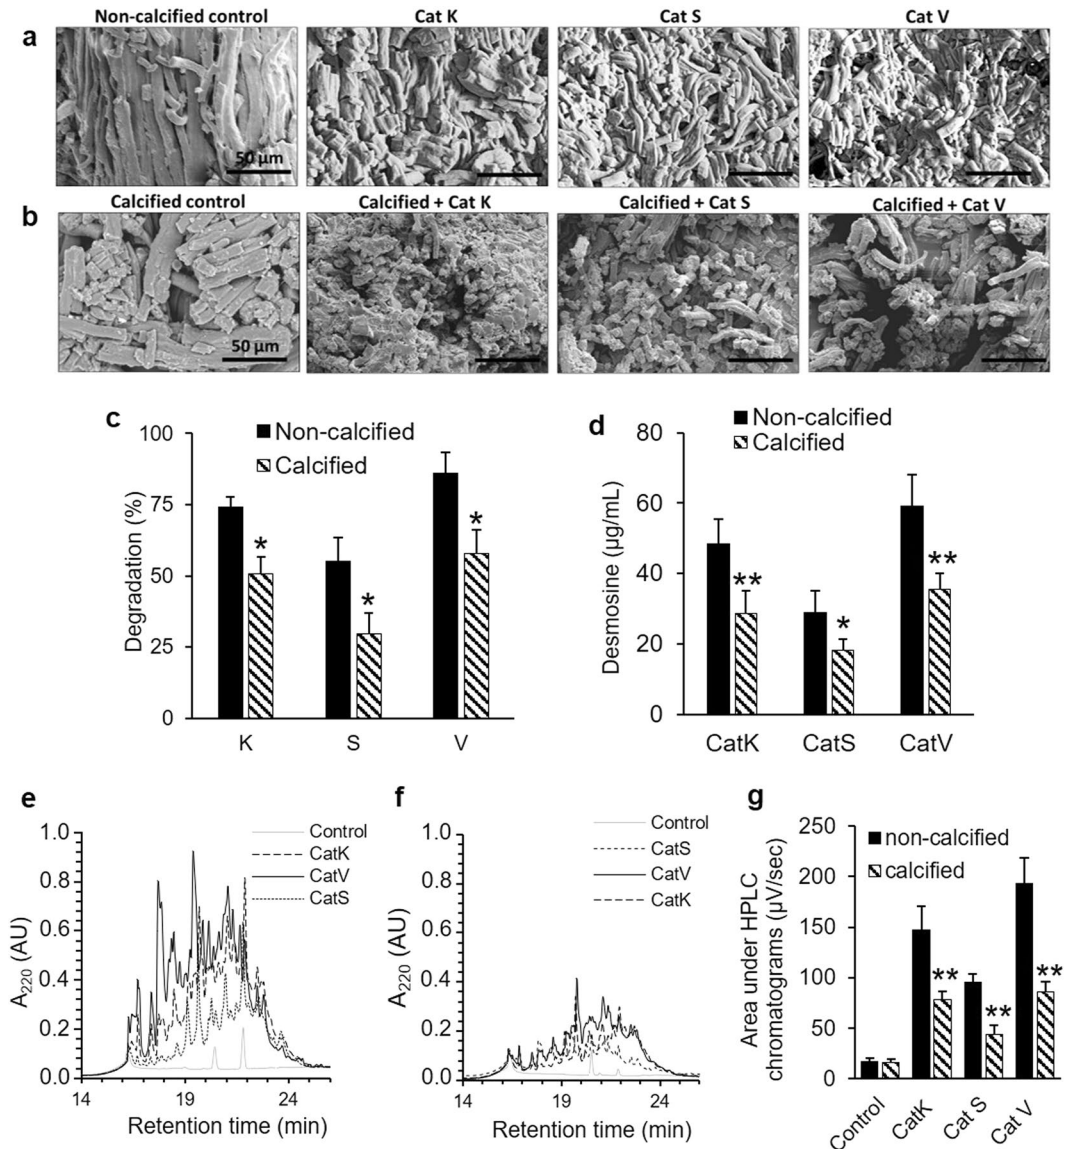 a
Non-calcified control
Cat K
Cat S
Cat V
50 µm
b
Calcified control
Calcified + Cat K
Calcified + Cat S
Calcified + Cat V
50 µm
c
100
75
50
25
0
Degradation (%)
Non-calcified
Calcified
*
*
*
K
S
V
d
80
60
40
20
0
Desmosine (µg/mL)
Non-calcified
Calcified
**
*
**
CatK
CatS
CatV
e
1.0
0.8
0.6
0.4
0.2
0.0
A220 (AU)
Control
CatK
CatV
CatS
14
19
24
Retention time (min)
f
1.0
0.8
0.6
0.4
0.2
0.0
A220 (AU)
Control
CatS
CatV
CatK
14
19
24
Retention time (min)
g
250
200
150
100
50
0
Area under HPLC
chromatograms (µV/sec)
non-calcified
calcified
**
**
**
Control
CatK
Cat S
Cat V